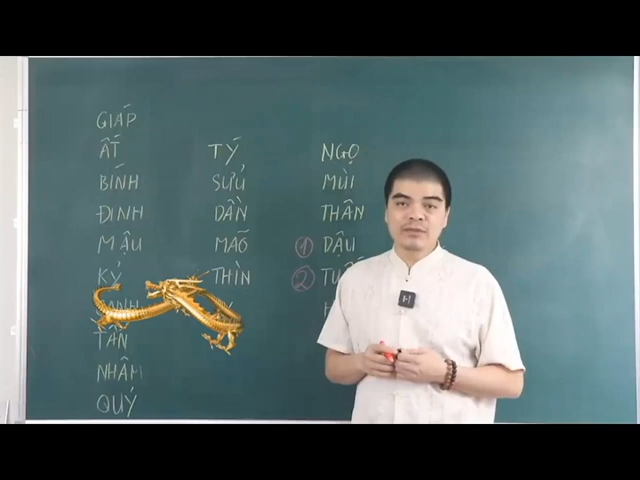 GIÁP
ẤT
BÍNH
ĐINH
MẬU
KỶ
TÂN
NHÂM
QUÝ
TÝ
SỬU
DẦN
MÃO
THÌN
NGỌ
MÙI
THÂN
1 DẬU
2